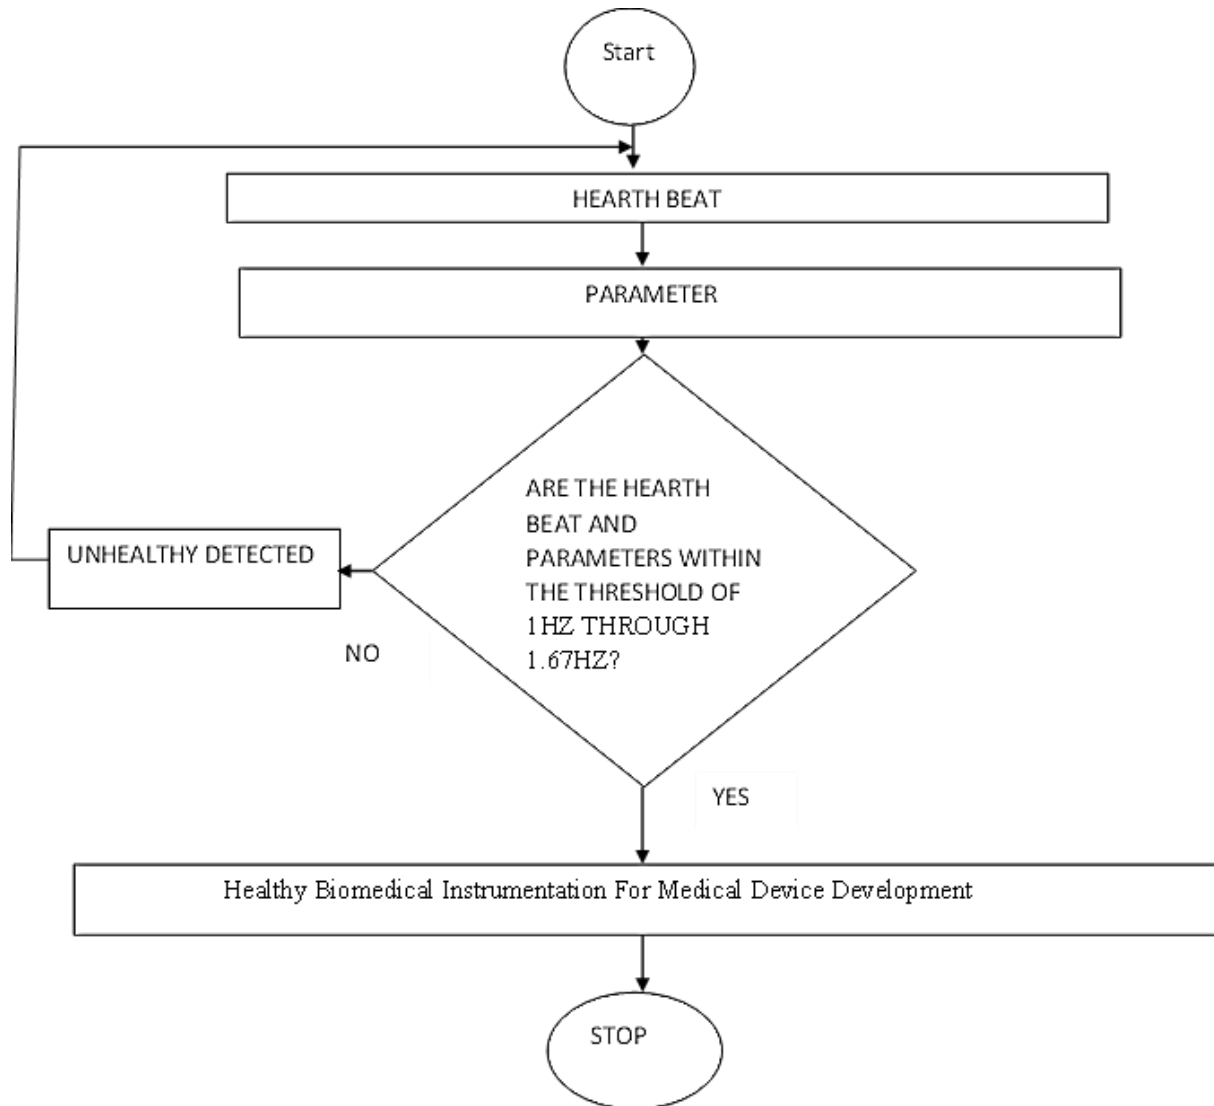 Start
HEARTH BEAT
PARAMETER
ARE THE HEARTH
BEAT AND
PARAMETERS WITHIN
THE THRESHOLD OF
1HZ THROUGH
1.67HZ?
UNHEALTHY DETECTED
NO
YES
Healthy Biomedical Instrumentation For Medical Device Development
STOP